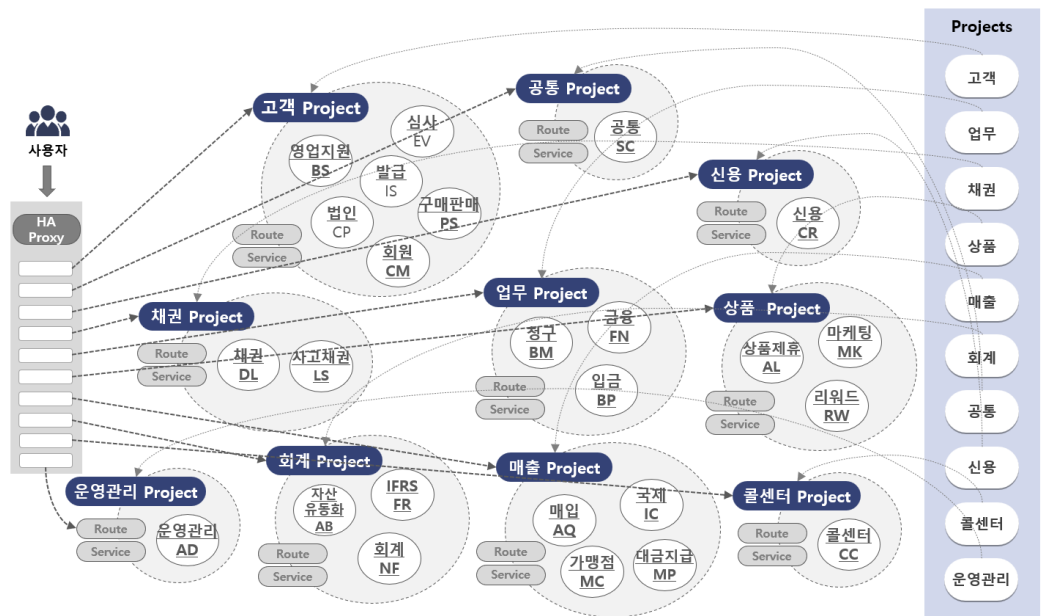 Projects
고객
업무
채권
상품
매출
회계
공통
신용
콜센터
운영관리
사용자
HA
Proxy
고객 Project
심사
EV
영업지원
BS
발급
IS
법인
CP
구매판매
PS
회원
CM
Route
Service
공통 Project
공통
SC
Route
Service
신용 Project
신용
CR
Route
Service
채권 Project
채권
DL
사고채권
LS
Route
Service
업무 Project
청구
BM
금융
FN
입금
BP
Route
Service
상품 Project
상품제휴
AL
마케팅
MK
리워드
RW
Route
Service
운영관리 Project
운영관리
AD
Route
Service
회계 Project
자산
유동화
AB
IFRS
FR
회계
NF
Route
Service
매출 Project
매입
AQ
국제
IC
가맹점
MC
대금지급
MP
Route
Service
콜센터 Project
콜센터
CC
Route
Service